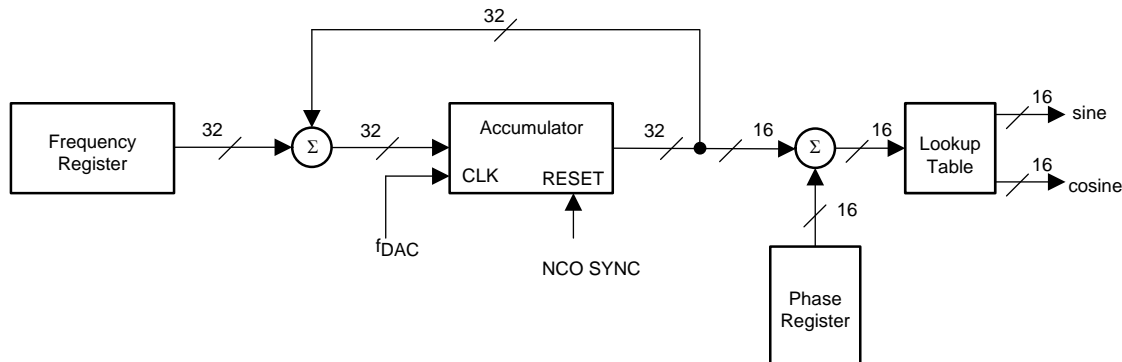 32
Frequency
Register
32
Σ
32
Accumulator
CLK
RESET
32
16
Σ
16
Lookup
Table
16
sine
16
cosine
fDAC
NCO SYNC
16
Phase
Register